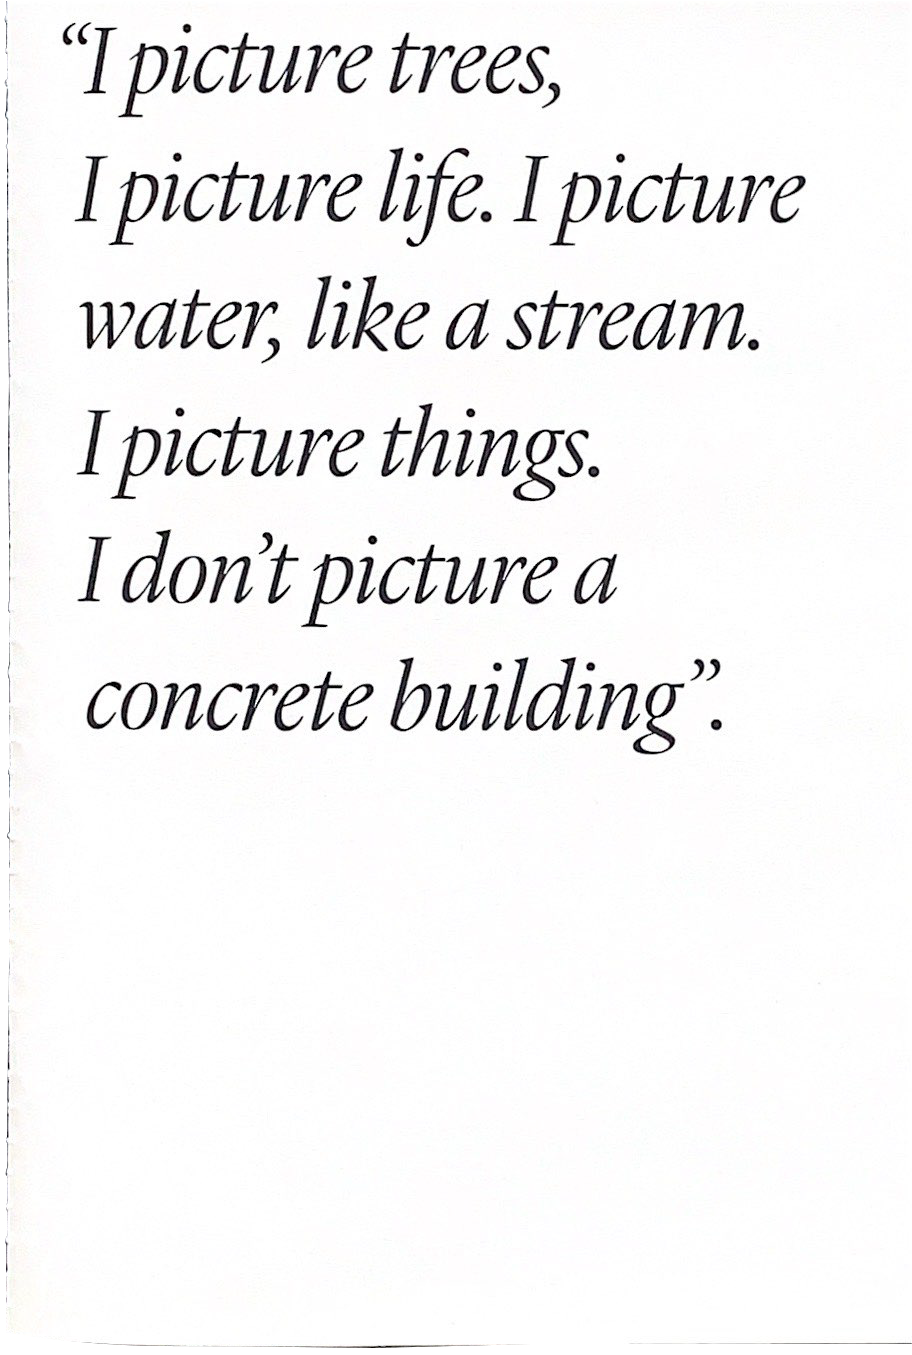 “I picture trees,
I picture life. I picture
water, like a stream.
I picture things.
I don’t picture a
concrete building”.